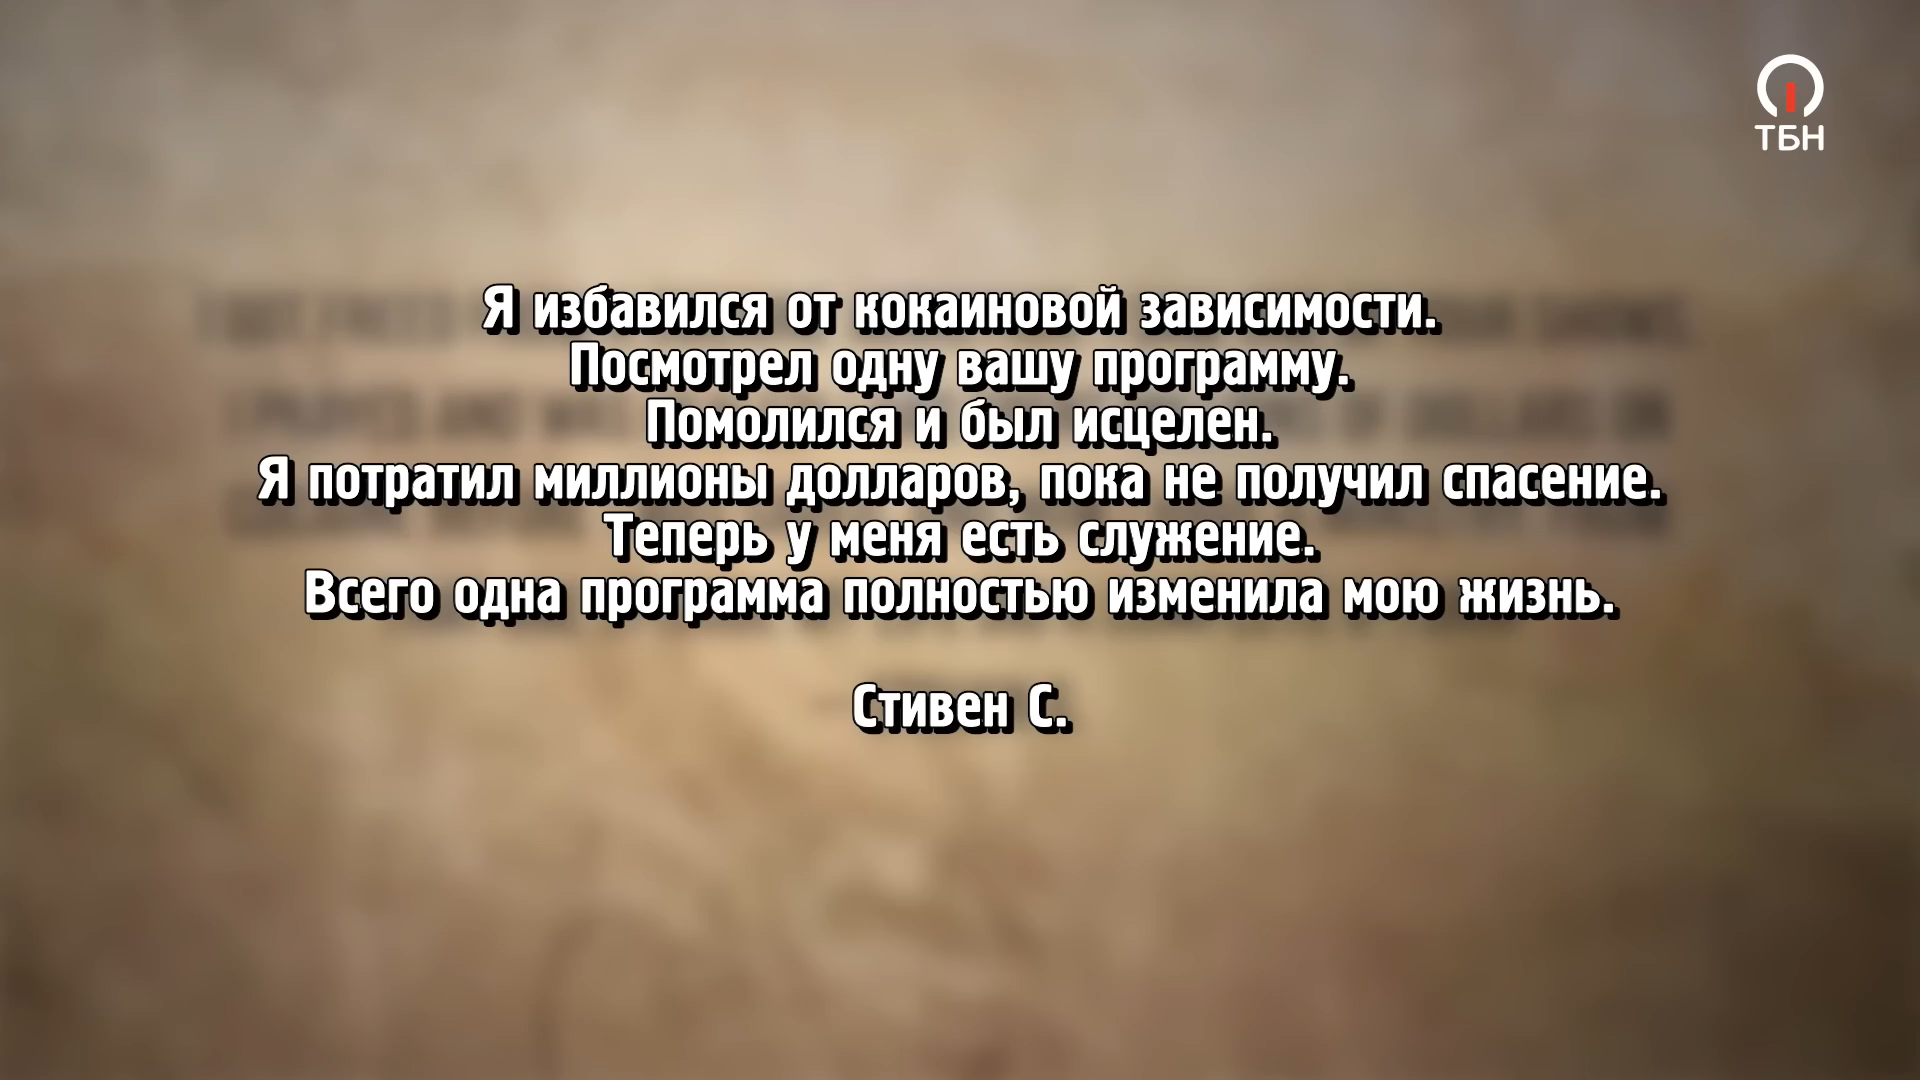 ТБН
Я избавился от кокаиновой зависимости.
Посмотрел одну вашу программу.
Помолился и был исцелен.
Я потратил миллионы долларов, пока не получил спасение.
Теперь у меня есть служение.
Всего одна программа полностью изменила мою жизнь.
Стивен С.